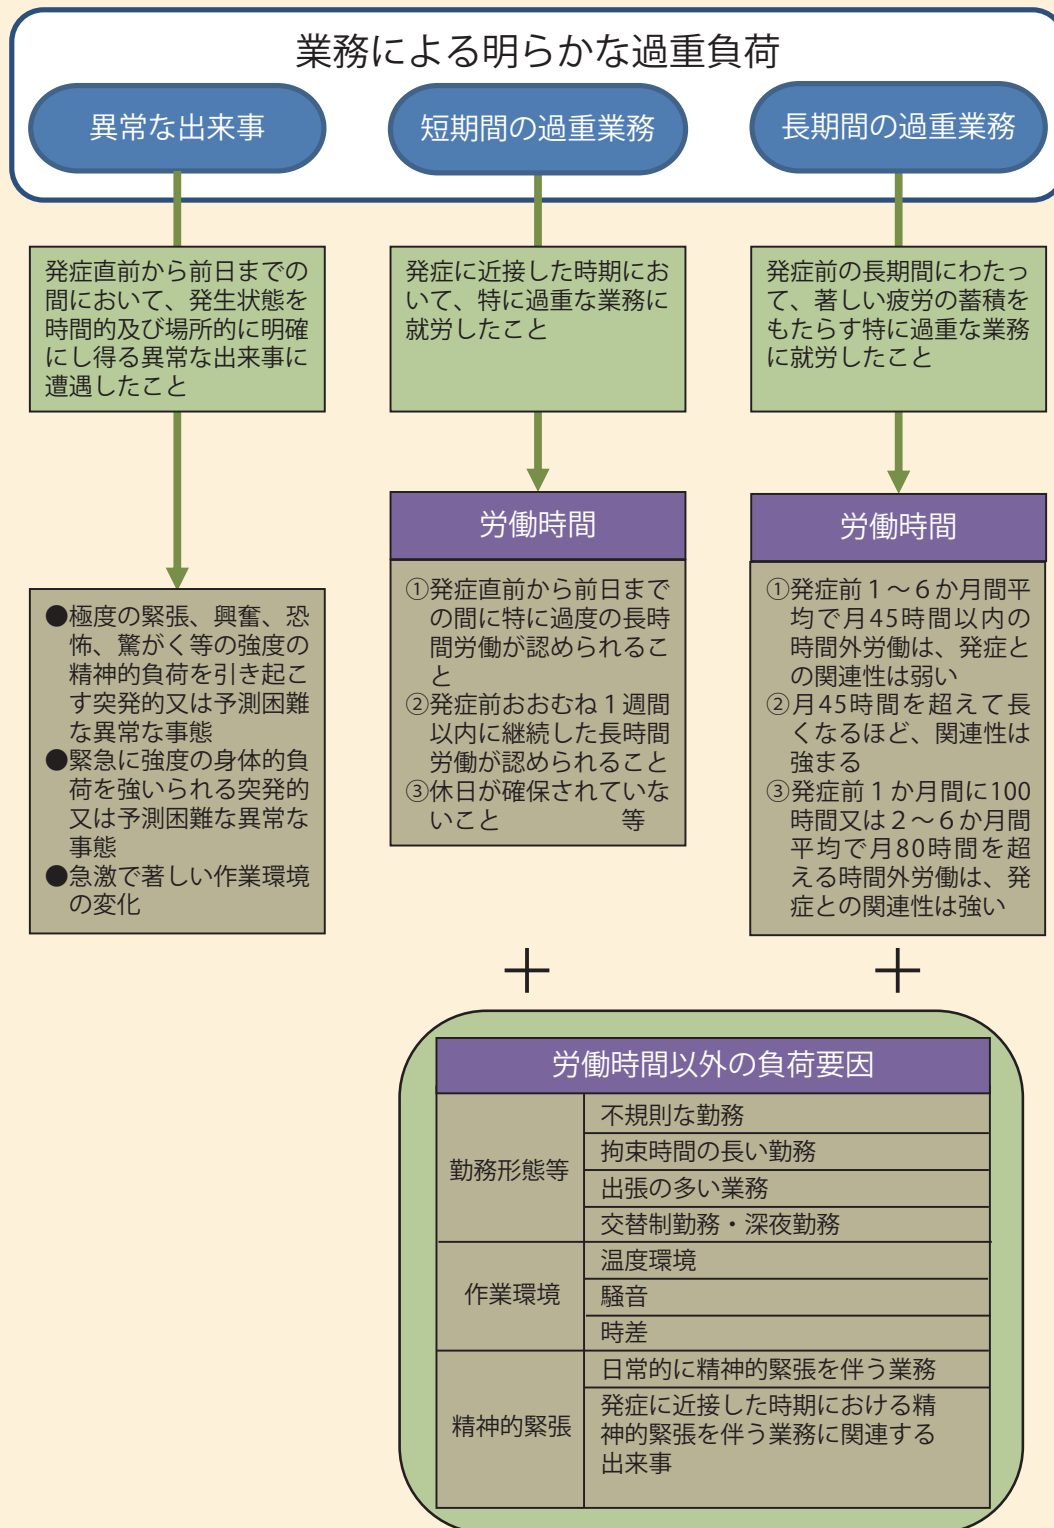 業務による明らかな過重負荷
異常な出来事
短期間の過重業務
長期間の過重業務
発症直前から前日までの
間において、発生状態を
時間的及び場所的に明確
にし得る異常な出来事に
遭遇したこと
発症に近接した時期にお
いて、特に過重な業務に
就労したこと
発症前の長期間にわたっ
て、著しい疲労の蓄積を
もたらす特に過重な業務
に就労したこと
●極度の緊張、興奮、恐
怖、驚がく等の強度の
精神的負荷を引き起こ
す突発的又は予測困難
な異常な事態
●緊急に強度の身体的負
荷を強いられる突発的
又は予測困難な異常な
事態
●急激で著しい作業環境
の変化
労働時間
①発症直前から前日まで
の間に特に過度の長時
間労働が認められるこ
と
②発症前おおむね1週間
以内に継続した長時間
労働が認められること
③休日が確保されていな
いこと 等
労働時間
①発症前1～6か月間平
均で月45時間以内の
時間外労働は、発症と
の関連性は弱い
②月45時間を超えて長
くなるほど、関連性は
強まる
③発症前1か月間に100
時間又は2～6か月間
平均で月80時間を超
える時間外労働は、発
症との関連性は強い
＋
＋
労働時間以外の負荷要因
勤務形態等
不規則な勤務
拘束時間の長い勤務
出張の多い業務
交替制勤務・深夜勤務
作業環境
温度環境
騒音
時差
精神的緊張
日常的に精神的緊張を伴う業務
発症に近接した時期における精
神的緊張を伴う業務に関連する
出来事